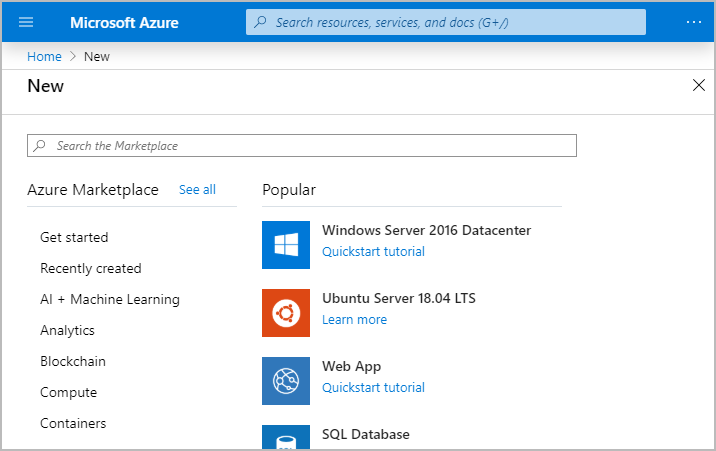 Microsoft Azure
Search resources, services, and docs (G+/)
Home > New
New
Search the Marketplace
Azure Marketplace See all
Get started
Recently created
AI + Machine Learning
Analytics
Blockchain
Compute
Containers
Popular
Windows Server 2016 Datacenter
Quickstart tutorial
Ubuntu Server 18.04 LTS
Learn more
Web App
Quickstart tutorial
SQL Database
SQL